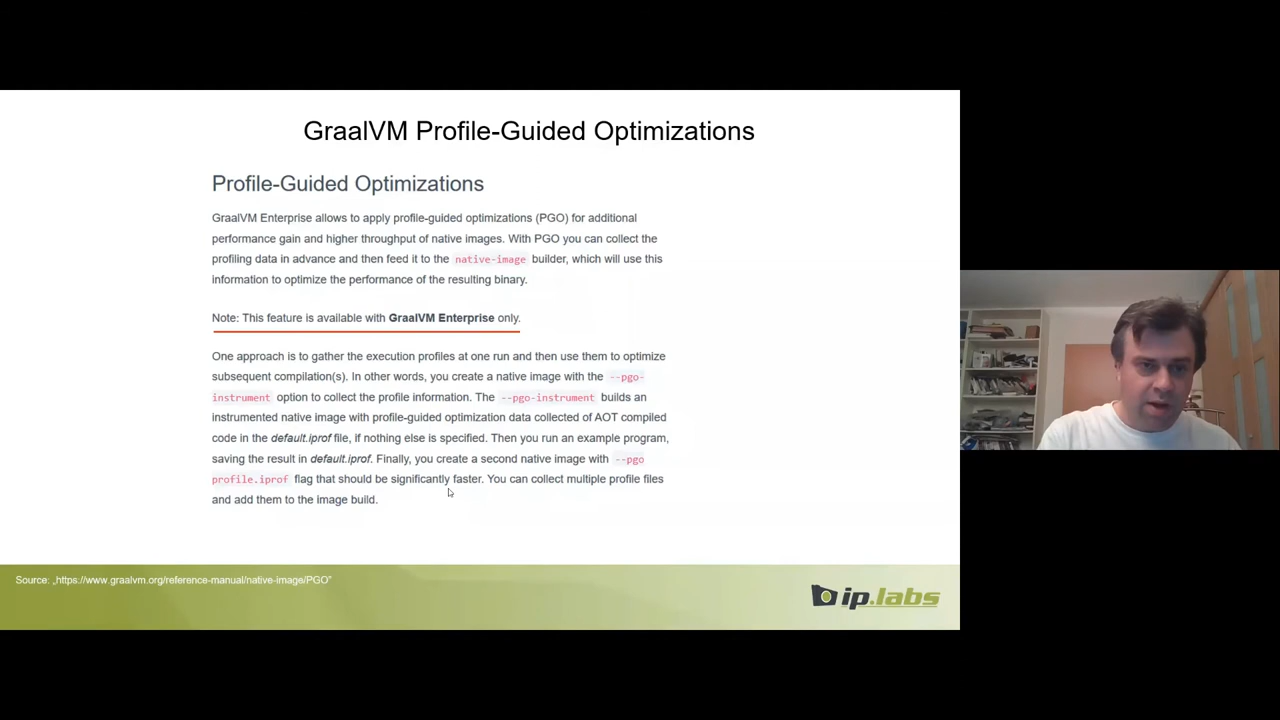 GraalVM Profile-Guided Optimizations
Profile-Guided Optimizations
GraalVM Enterprise allows to apply profile-guided optimizations (PGO) for additional
performance gain and higher throughput of native images. With PGO you can collect the
profiling data in advance and then feed it to the native-image builder, which will use this
information to optimize the performance of the resulting binary.
Note: This feature is available with GraalVM Enterprise only.
One approach is to gather the execution profiles at one run and then use them to optimize
subsequent compilation(s). In other words, you create a native image with the --pgo-
instrument option to collect the profile information. The --pgo-instrument builds an
instrumented native image with profile-guided optimization data collected of AOT compiled
code in the default.iprof file, if nothing else is specified. Then you run an example program,
saving the result in default.iprof. Finally, you create a second native image with --pgo
profile.iprof flag that should be significantly faster. You can collect multiple profile files
and add them to the image build.
Source: „https://www.graalvm.org/reference-manual/native-image/PGO"
ip.labs